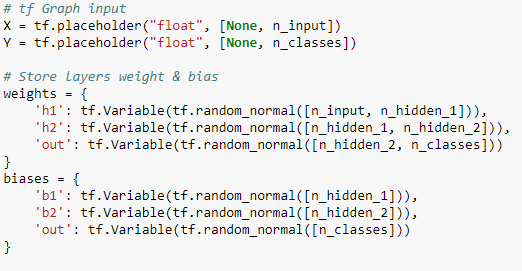 # tf Graph input
X = tf.placeholder("float", [None, n_input])
Y = tf.placeholder("float", [None, n_classes])

# Store layers weight & bias
weights = {
    'h1': tf.Variable(tf.random_normal([n_input, n_hidden_1])),
    'h2': tf.Variable(tf.random_normal([n_hidden_1, n_hidden_2])),
    'out': tf.Variable(tf.random_normal([n_hidden_2, n_classes]))
}
biases = {
    'b1': tf.Variable(tf.random_normal([n_hidden_1])),
    'b2': tf.Variable(tf.random_normal([n_hidden_2])),
    'out': tf.Variable(tf.random_normal([n_classes]))
}